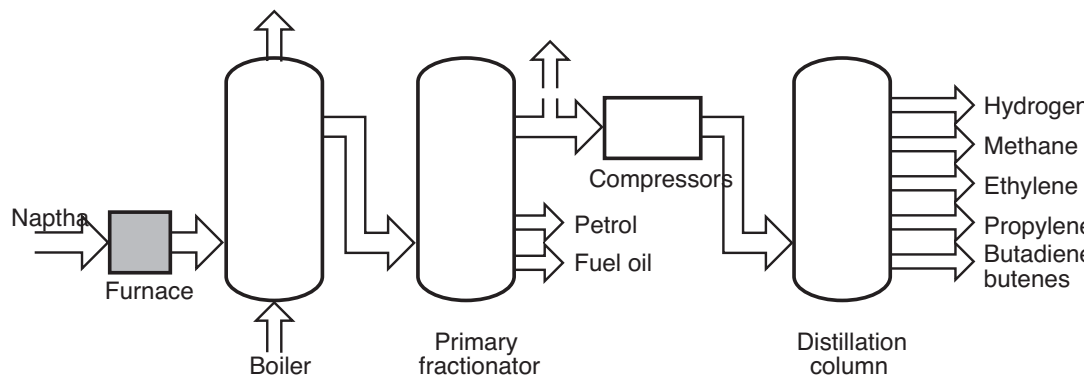 Naptha
Furnace
Boiler
Primary
fractionator
Petrol
Fuel oil
Compressors
Distillation
column
Hydrogen
Methane
Ethylene
Propylene
Butadiene
butenes